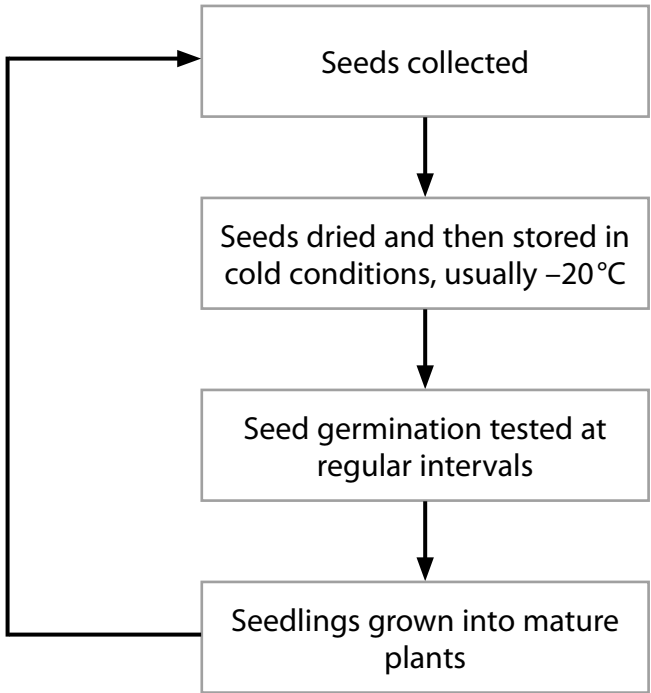 Seeds collected
Seeds dried and then stored in
cold conditions, usually –20 °C
Seed germination tested at
regular intervals
Seedlings grown into mature
plants